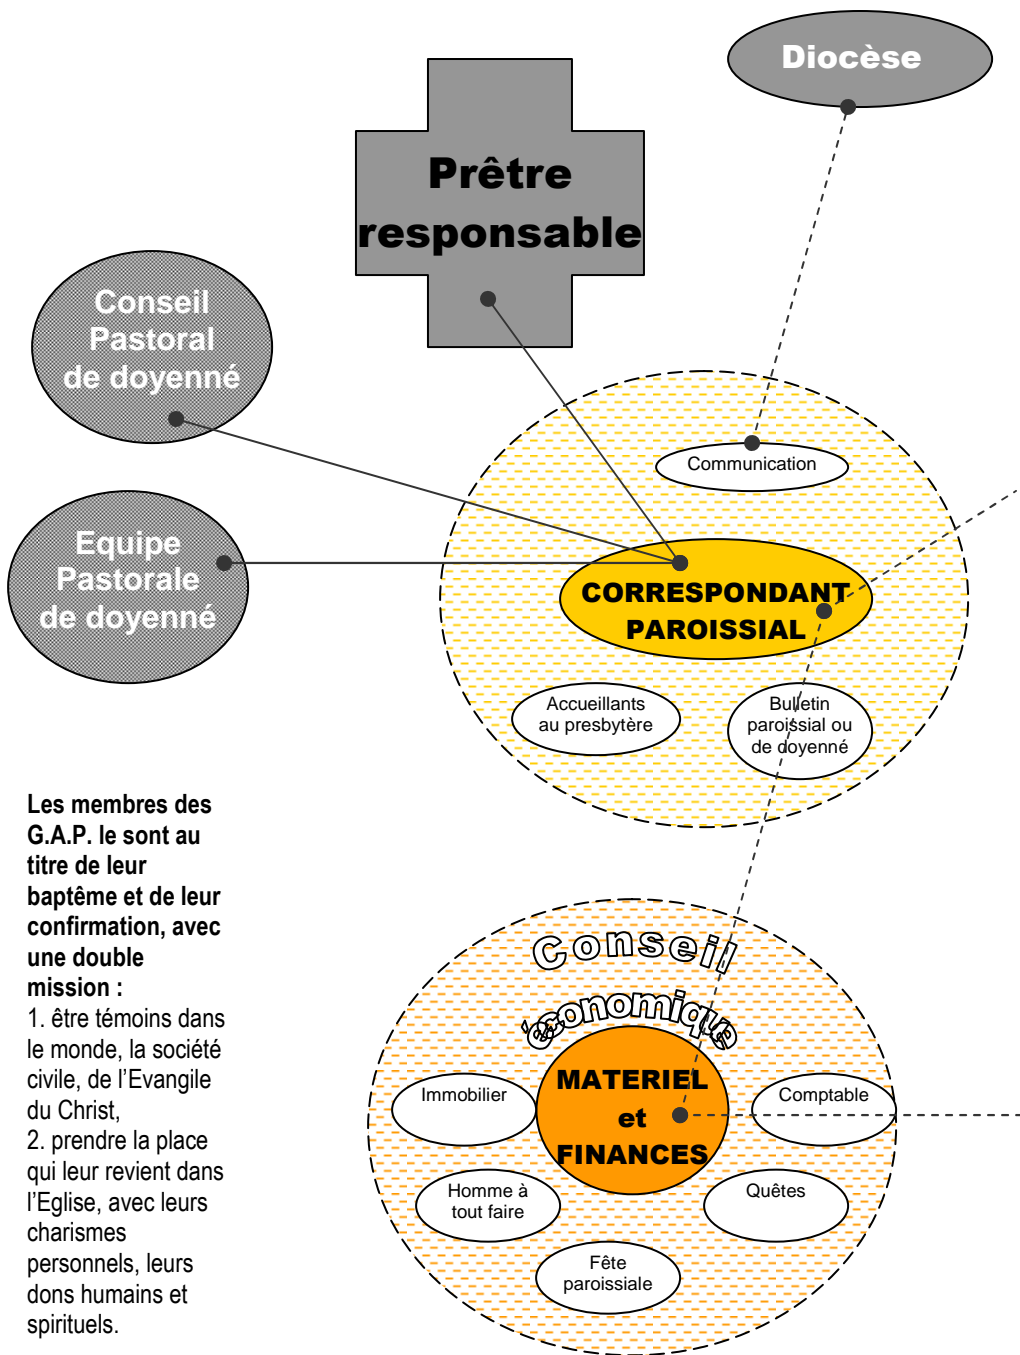 Diocèse
Prêtre
responsable
Conseil
Pastoral
de doyenné
Communication
Equipe
Pastorale
de doyenné
CORRESPONDANT
PAROISSIAL
Accueillants
au presbytère
Bulletin
paroissial ou
de doyenné
Les membres des
G.A.P. le sont au
titre de leur
baptême et de leur
confirmation, avec
une double
mission :
1. être témoins dans
le monde, la société
civile, de l’Evangile
du Christ,
2. prendre la place
qui leur revient dans
l’Eglise, avec leurs
charismes
personnels, leurs
dons humains et
spirituels.
Conseil
économique
MATERIEL
et
FINANCES
Immobilier
Comptable
Homme à
tout faire
Quêtes
Fête
paroissiale